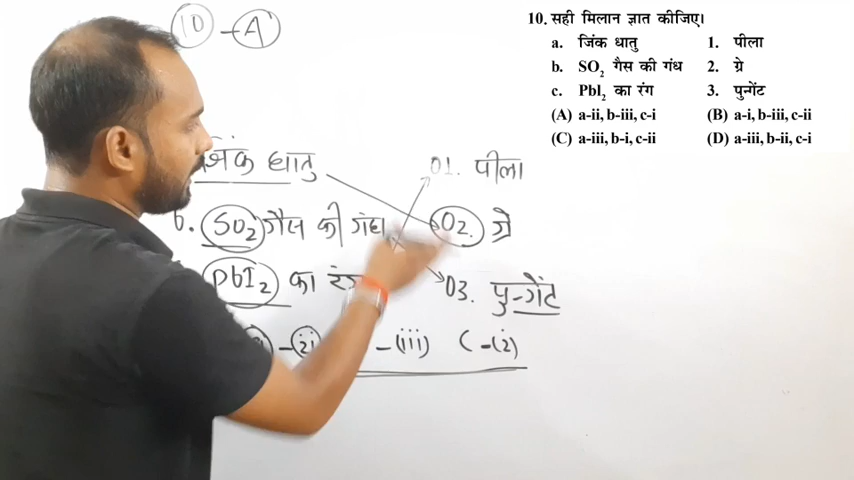 10 - A
10. सही मिलान ज्ञात कीजिए।
a. जिंक धातु 1. पीला
b. SO₂ गैस की गंध 2. ग्रे
c. PbI₂ का रंग 3. पुन्गेंट
(A) a-ii, b-iii, c-i (B) a-i, b-iii, c-ii
(C) a-iii, b-i, c-ii (D) a-iii, b-ii, c-i
धातु 01. पीला
b. SO₂ गैस की गंध 02. ग्रे
PbI₂ का 03. पुन्गेंट
-(ii) -(iii) C-(i)